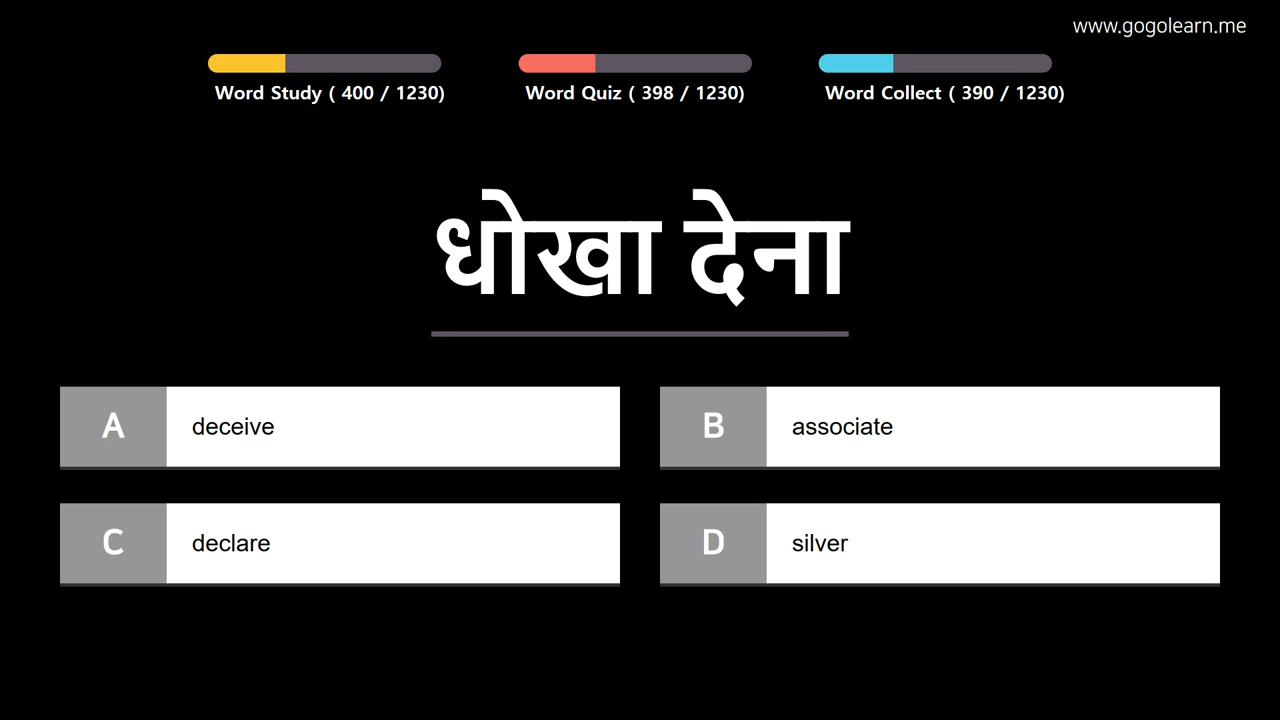 www.gogolearn.me
Word Study ( 400 / 1230)
Word Quiz ( 398 / 1230)
Word Collect ( 390 / 1230)
धोखा देना
A deceive
B associate
C declare
D silver